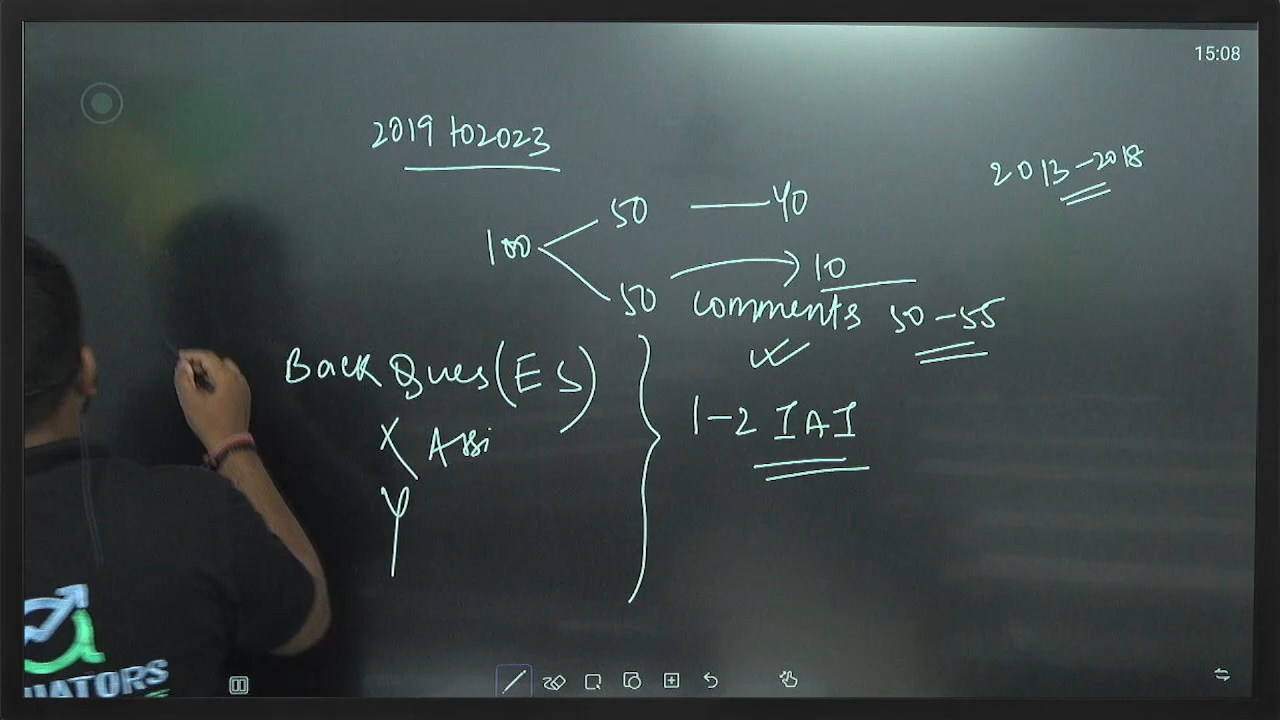 15:08
2019 to 2023
2013-2018
50 — 40
100
50 → 10
comments 50-55
Back Ques (ES)
1-2 IAI
X Assi
Y
UATORS